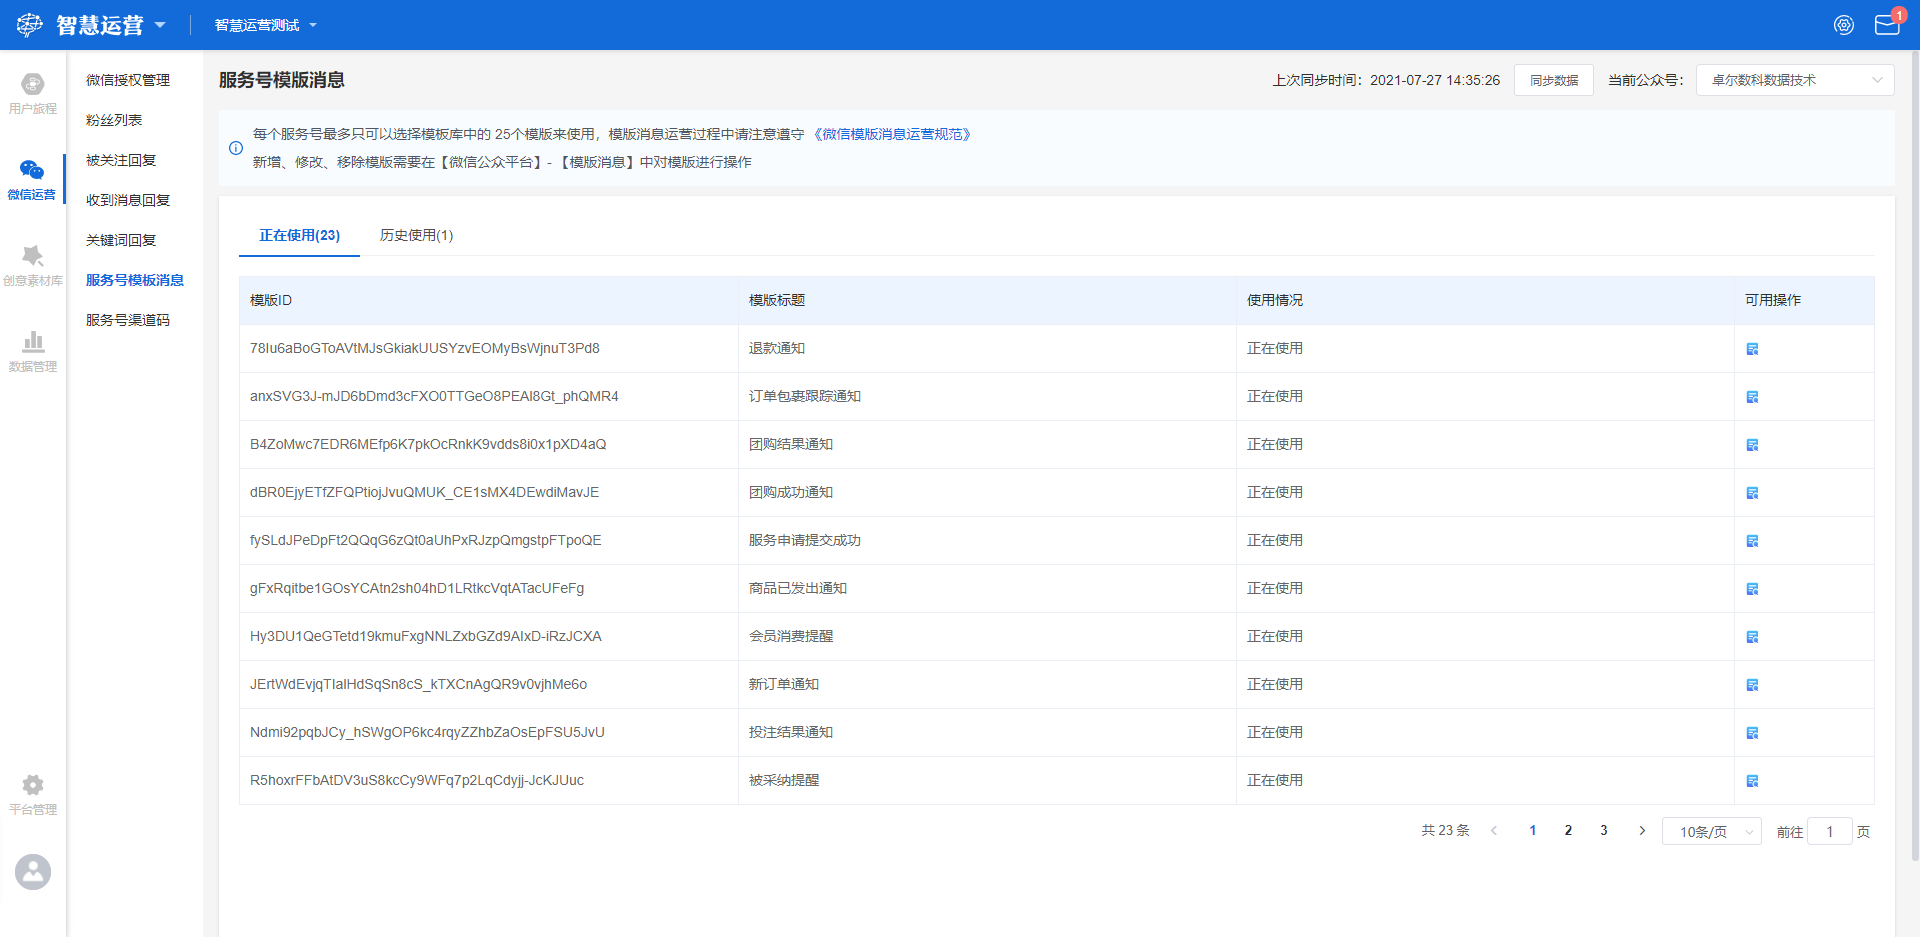 智慧运营
智慧运营测试
1
用户旅程
微信运营
创意素材库
数据管理
平台管理
微信授权管理
粉丝列表
被关注回复
收到消息回复
关键词回复
服务号模板消息
服务号渠道码
服务号模版消息
上次同步时间：2021-07-27 14:35:26 同步数据 当前公众号： 卓尔数科数据技术
每个服务号最多只可以选择模板库中的 25个模版来使用，模版消息运营过程中请注意遵守 《微信模版消息运营规范》
新增、修改、移除模版需要在【微信公众平台】-【模版消息】中对模版进行操作
正在使用(23) 历史使用(1)
模版ID 模版标题 使用情况 可用操作
78Iu6aBoGToAVtMJsGkiakUUSYzvEOMyBsWjnuT3Pd8 退款通知 正在使用
anxSVG3J-mJD6bDmd3cFXO0TTGeO8PEAI8Gt_phQMR4 订单包裹跟踪通知 正在使用
B4ZoMwc7EDR6MEfp6K7pkOcRnkK9vdds8i0x1pXD4aQ 团购结果通知 正在使用
dBR0EjyETfZFQPtiojJvuQMUK_CE1sMX4DEwdiMavJE 团购成功通知 正在使用
fySLdJPeDpFt2QQqG6zQt0aUhPxRJzpQmgstpFTpoQE 服务申请提交成功 正在使用
gFxRqitbe1GOsYCAtn2sh04hD1LRtkcVqtATacUFeFg 商品已发出通知 正在使用
Hy3DU1QeGTetd19kmuFxgNNLZxbGZd9AIxD-iRzJCXA 会员消费提醒 正在使用
JErtWdEvjqTIalHdSqSn8cS_kTXCnAgQR9v0vjhMe6o 新订单通知 正在使用
Ndmi92pqbJCy_hSWgOP6kc4rqyZZhbZaOsEpFSU5JvU 投注结果通知 正在使用
R5hoxrFFbAtDV3uS8kcCy9WFq7p2LqCdyjj-JcKJUuc 被采纳提醒 正在使用
共 23 条 1 2 3 10条/页 前往 1 页